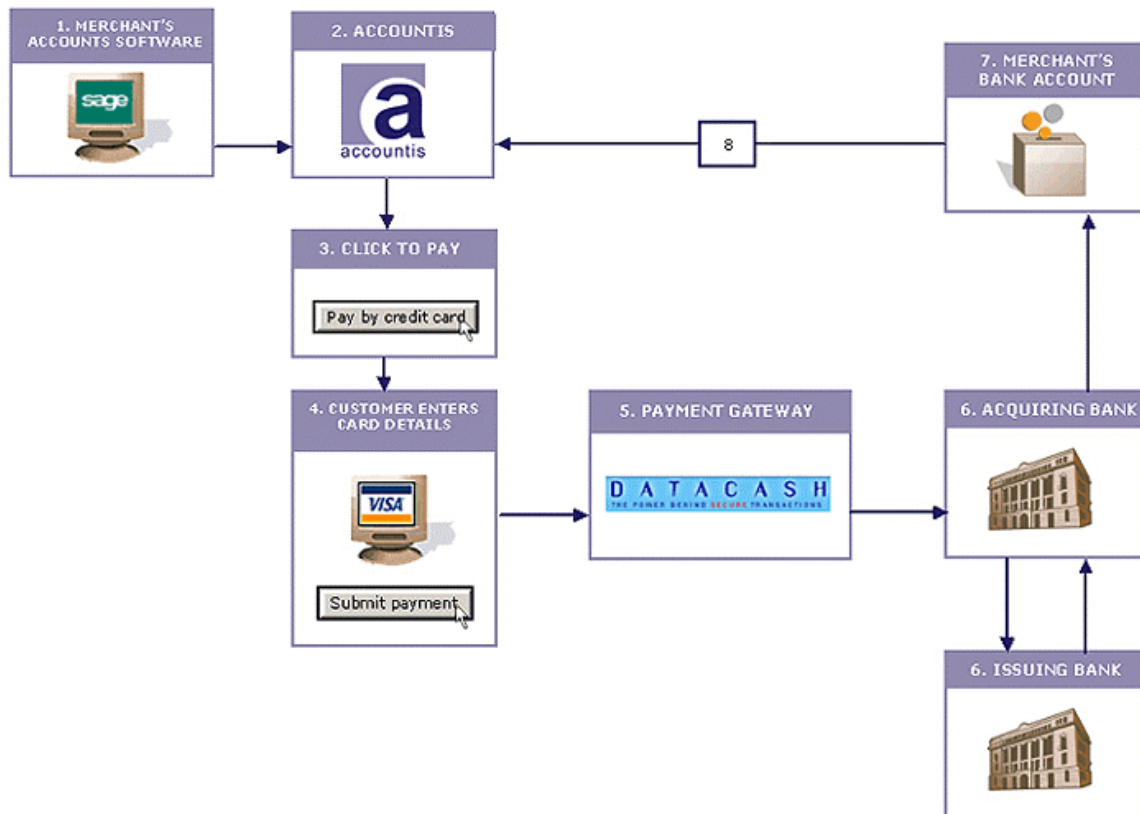 1. MERCHANT'S
ACCOUNTS SOFTWARE
sage
2. ACCOUNTIS
a
accountis
7. MERCHANT'S
BANK ACCOUNT
8
3. CLICK TO PAY
Pay by credit card
4. CUSTOMER ENTERS
CARD DETAILS
VISA
Submit payment
5. PAYMENT GATEWAY
DATACASH
THE POWER BEHIND SECURE TRANSACTIONS
6. ACQUIRING BANK
6. ISSUING BANK